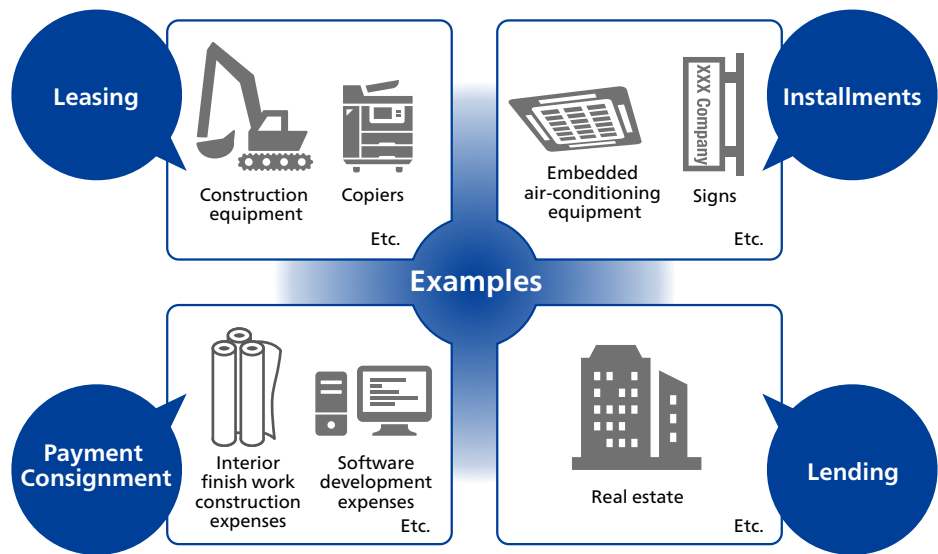 Leasing
Construction
equipment
Copiers
Etc.
Installments
XXX Company
Embedded
air-conditioning
equipment
Signs
Etc.
Examples
Payment
Consignment
Interior
finish work
construction
expenses
Software
development
expenses
Etc.
Lending
Real estate
Etc.